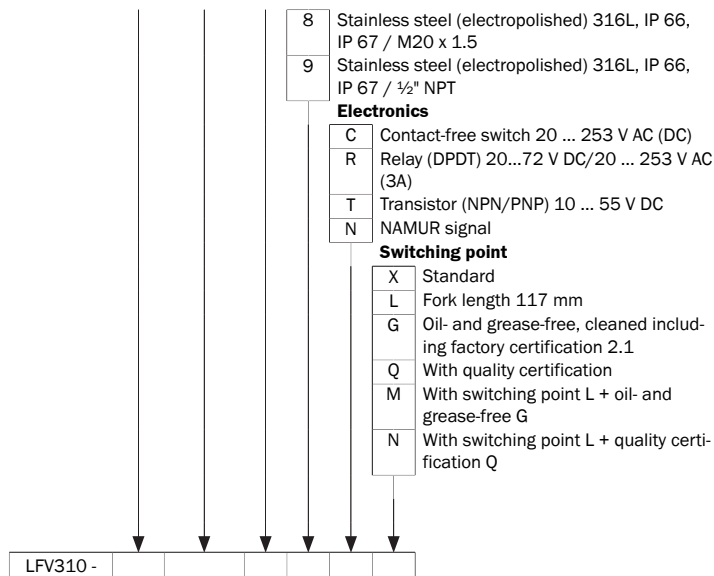 8 Stainless steel (electropolished) 316L, IP 66,
IP 67 / M20 x 1.5
9 Stainless steel (electropolished) 316L, IP 66,
IP 67 / ½" NPT
Electronics
C Contact-free switch 20 ... 253 V AC (DC)
R Relay (DPDT) 20...72 V DC/20 ... 253 V AC
(3A)
T Transistor (NPN/PNP) 10 ... 55 V DC
N NAMUR signal
Switching point
X Standard
L Fork length 117 mm
G Oil- and grease-free, cleaned includ-
ing factory certification 2.1
Q With quality certification
M With switching point L + oil- and
grease-free G
N With switching point L + quality certi-
fication Q
LFV310 -